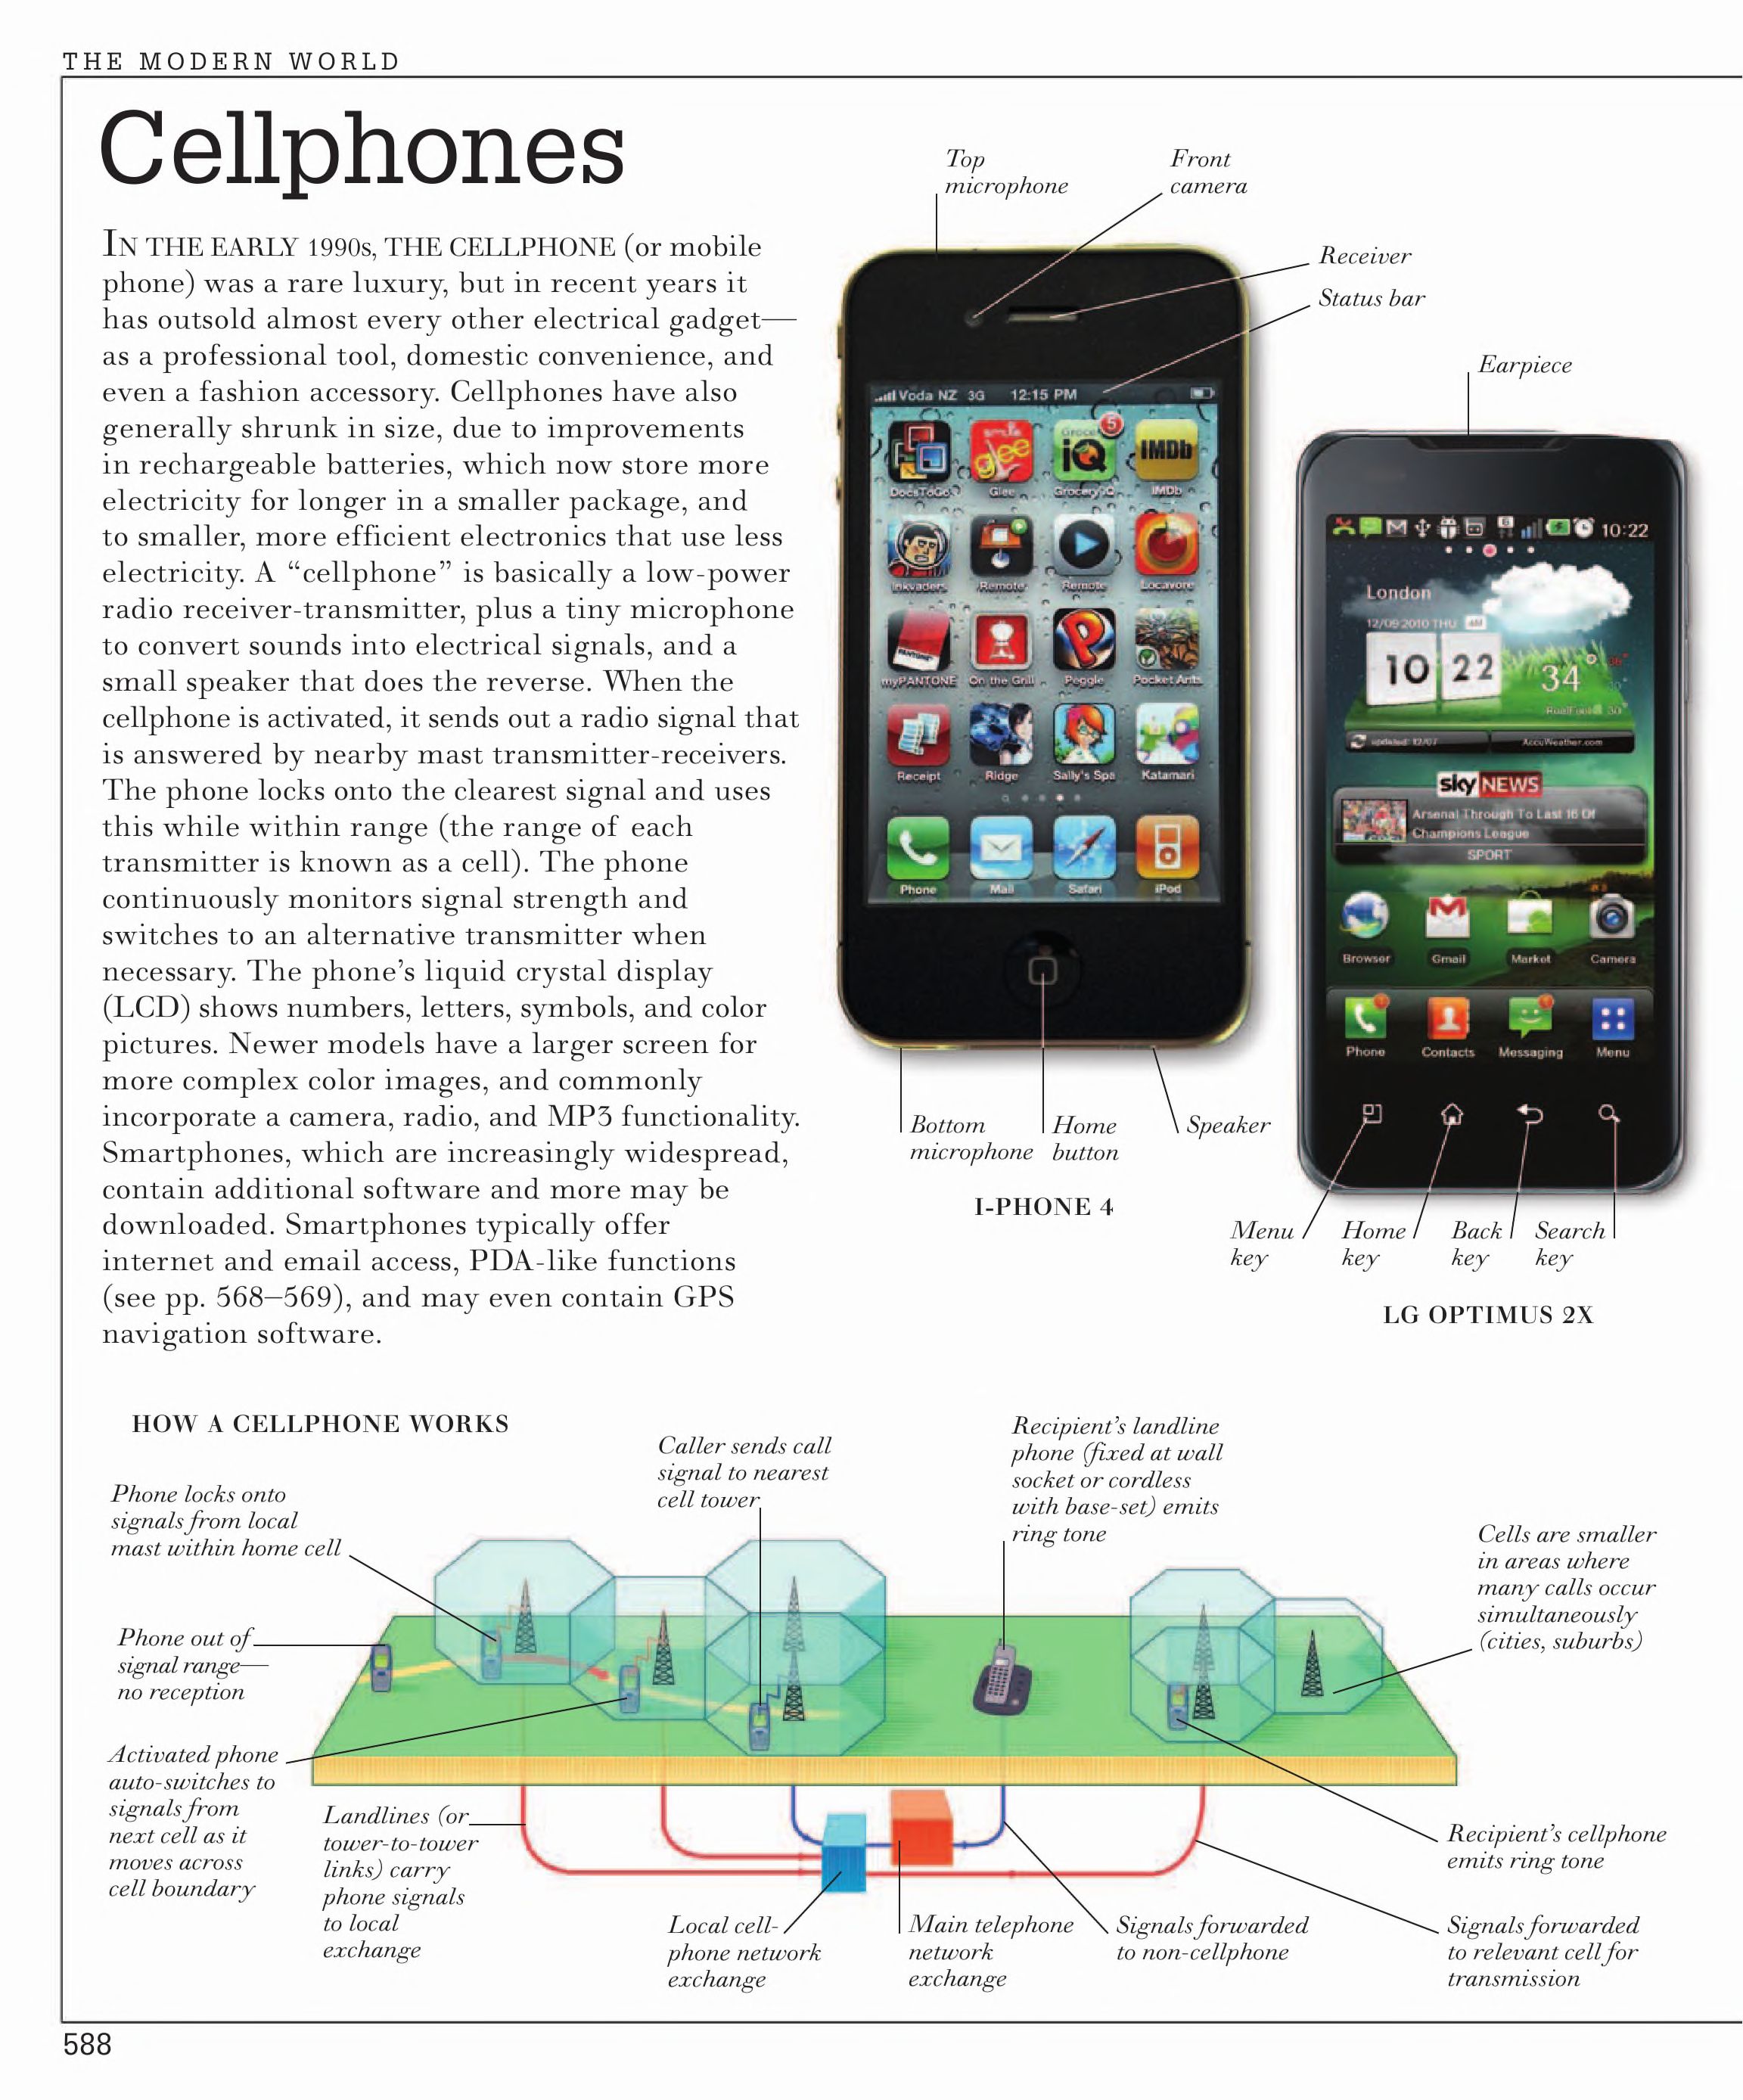 THE MODERN WORLD
Cellphones
IN THE EARLY 1990s, THE CELLPHONE (or mobile
phone) was a rare luxury, but in recent years it
has outsold almost every other electrical gadget—
as a professional tool, domestic convenience, and
even a fashion accessory. Cellphones have also
generally shrunk in size, due to improvements
in rechargeable batteries, which now store more
electricity for longer in a smaller package, and
to smaller, more efficient electronics that use less
electricity. A “cellphone” is basically a low-power
radio receiver-transmitter, plus a tiny microphone
to convert sounds into electrical signals, and a
small speaker that does the reverse. When the
cellphone is activated, it sends out a radio signal that
is answered by nearby mast transmitter-receivers.
The phone locks onto the clearest signal and uses
this while within range (the range of each
transmitter is known as a cell). The phone
continuously monitors signal strength and
switches to an alternative transmitter when
necessary. The phone’s liquid crystal display
(LCD) shows numbers, letters, symbols, and color
pictures. Newer models have a larger screen for
more complex color images, and commonly
incorporate a camera, radio, and MP3 functionality.
Smartphones, which are increasingly widespread,
contain additional software and more may be
downloaded. Smartphones typically offer
internet and email access, PDA-like functions
(see pp. 568–569), and may even contain GPS
navigation software.
Top
microphone
Front
camera
Receiver
Status bar
Voda NZ 3G 12:15 PM
5
glee
iQ
IMDb
DocsToGo Glee GroceryIQ IMDb
Inkvaders Remote Remote Locavore
PANTONE
P
myPANTONE On the Grill Peggle Pocket Ants
Receipt Ridge Sally's Spa Katamari
Phone Mail Safari iPod
Bottom
microphone
Home
button
Speaker
I-PHONE 4
Earpiece
10:22
London
12/09/2010 THU AM
10 22
34°
RealFeel 30°
updated: 12/07 AccuWeather.com
sky NEWS
Arsenal Through To Last 16 Of
Champions League
SPORT
Browser Gmail Market Camera
Phone Contacts Messaging Menu
Menu
key
Home
key
Back
key
Search
key
LG OPTIMUS 2X
HOW A CELLPHONE WORKS
Phone locks onto
signals from local
mast within home cell
Caller sends call
signal to nearest
cell tower
Recipient’s landline
phone (fixed at wall
socket or cordless
with base-set) emits
ring tone
Cells are smaller
in areas where
many calls occur
simultaneously
(cities, suburbs)
Phone out of
signal range—
no reception
Activated phone
auto-switches to
signals from
next cell as it
moves across
cell boundary
Landlines (or
tower-to-tower
links) carry
phone signals
to local
exchange
Local cell-
phone network
exchange
Main telephone
network
exchange
Signals forwarded
to non-cellphone
Recipient’s cellphone
emits ring tone
Signals forwarded
to relevant cell for
transmission
588